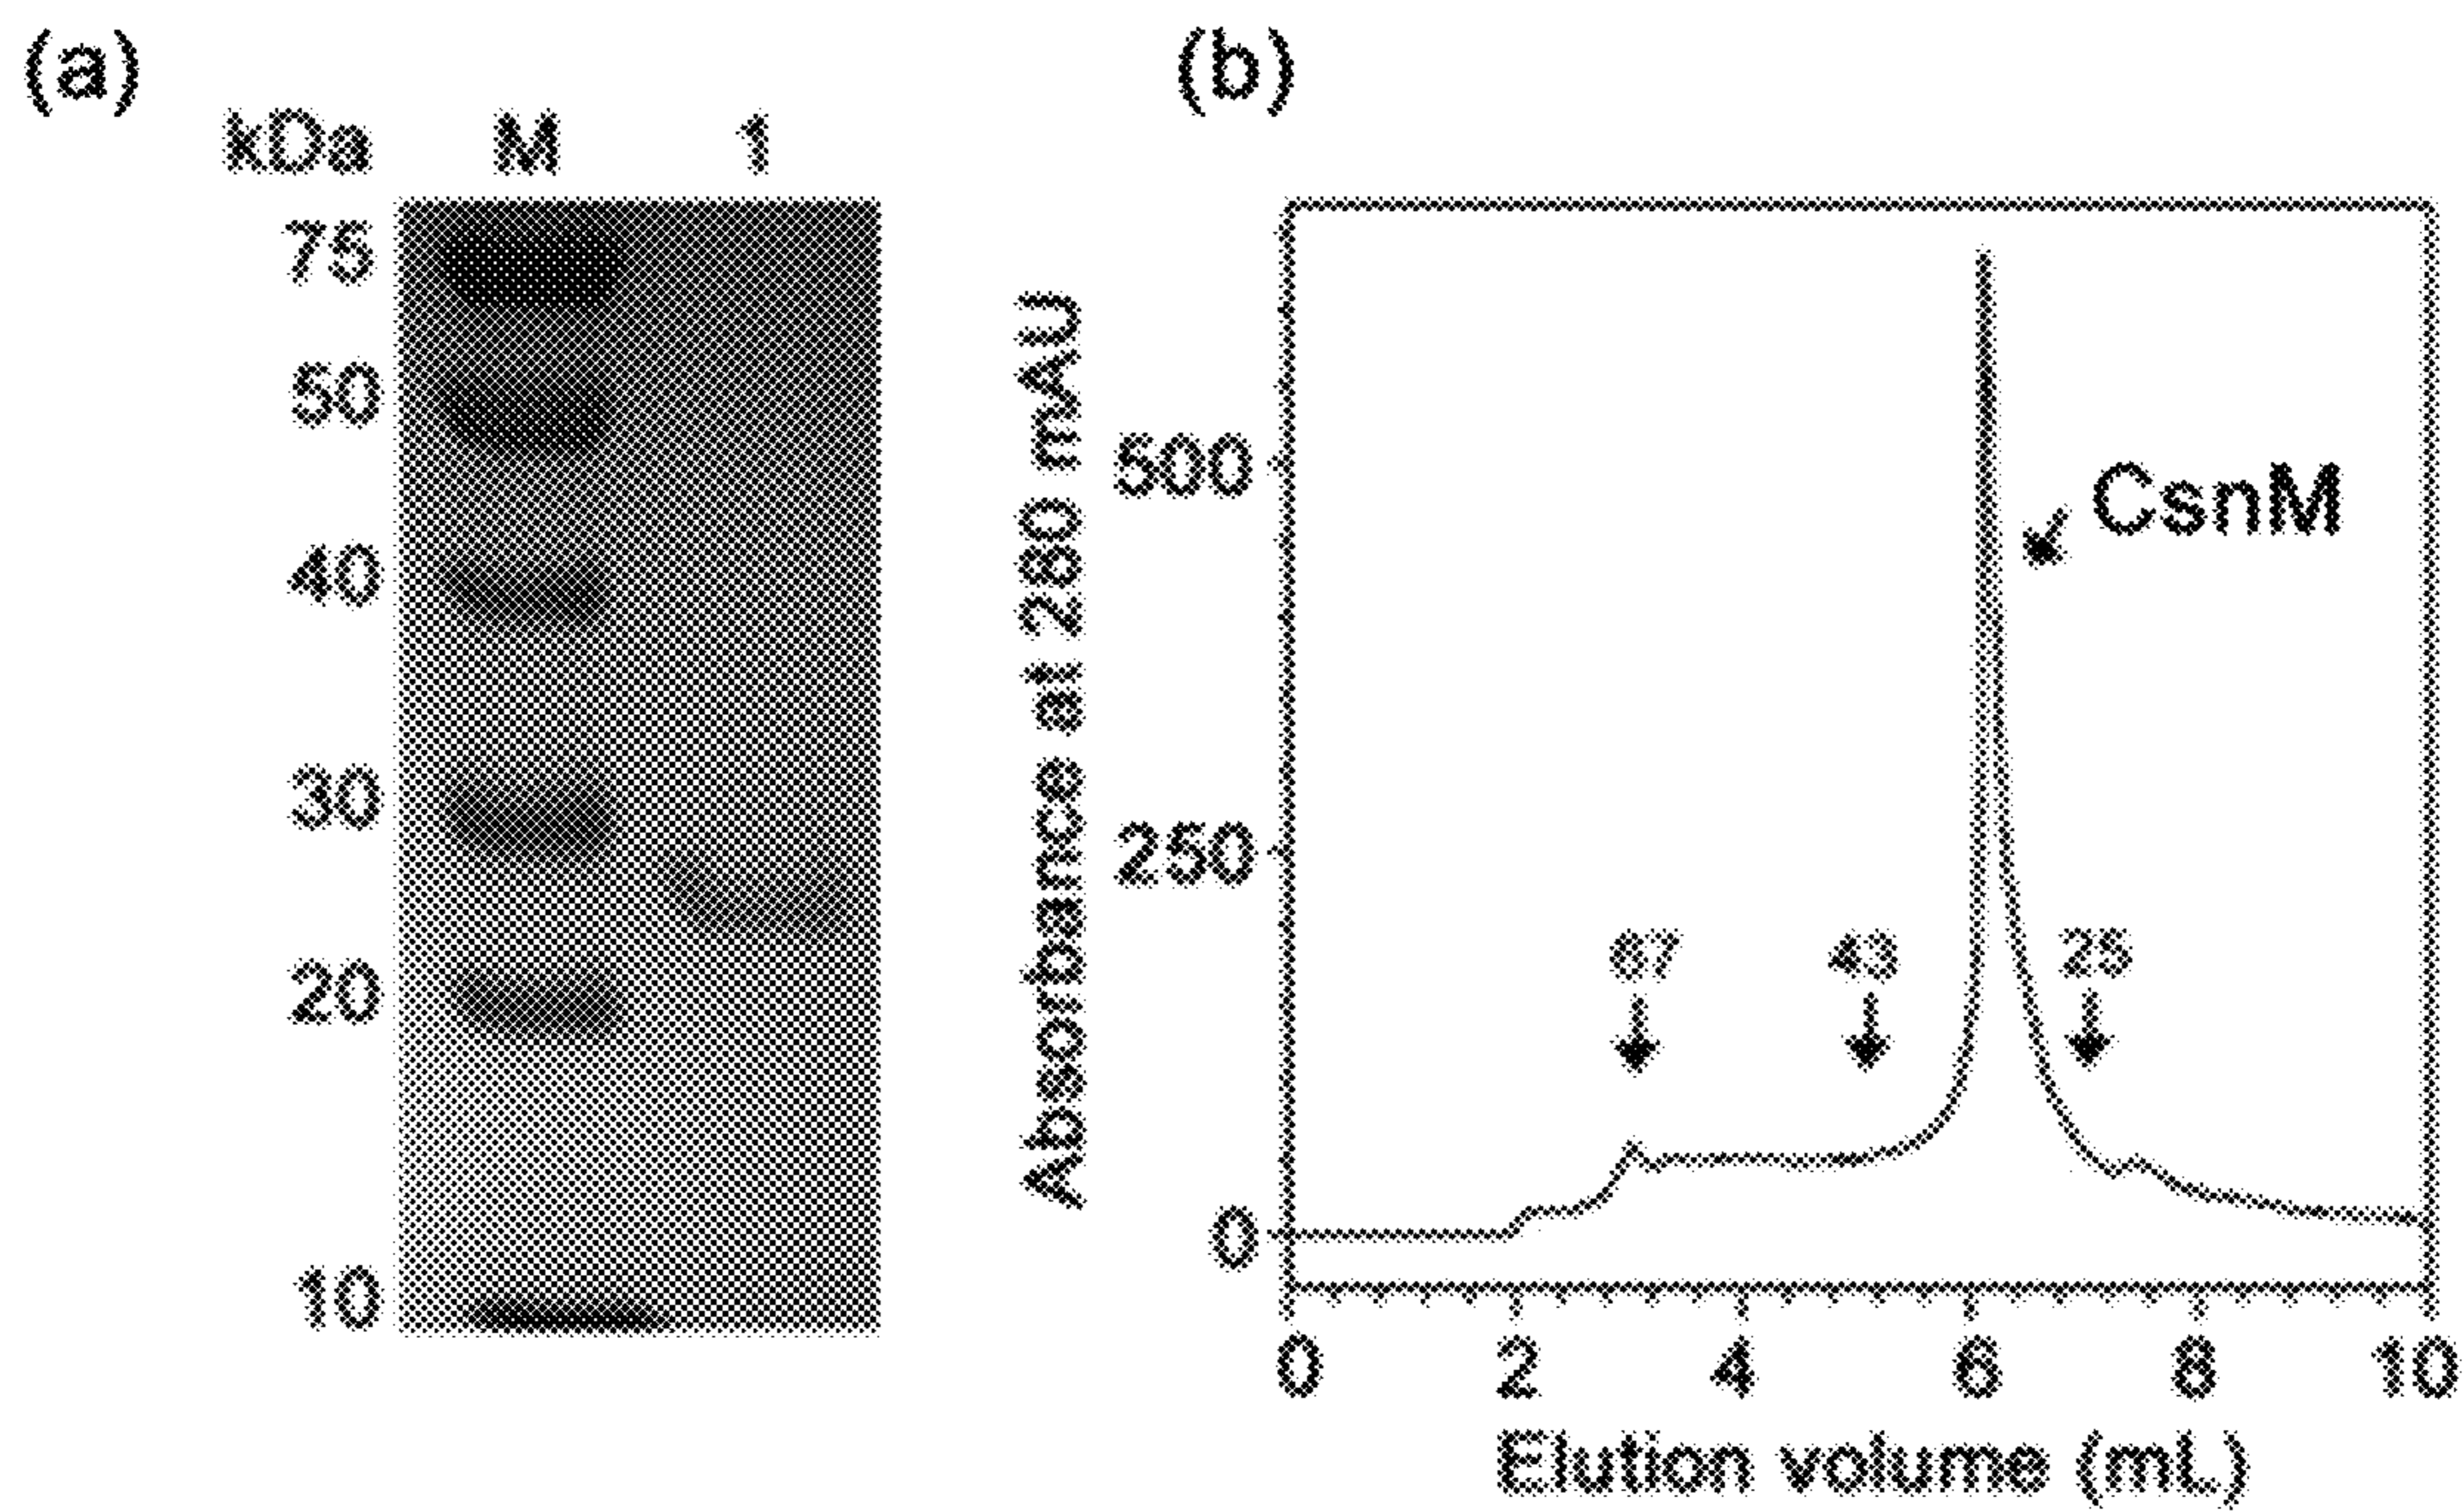 (a)
kDa M 1
75
50
40
30
20
10
(b)
Absorbance at 280 mAU
500
250
0
CsnM
67 43 25
0 2 4 6 8 10
Elution volume (mL)